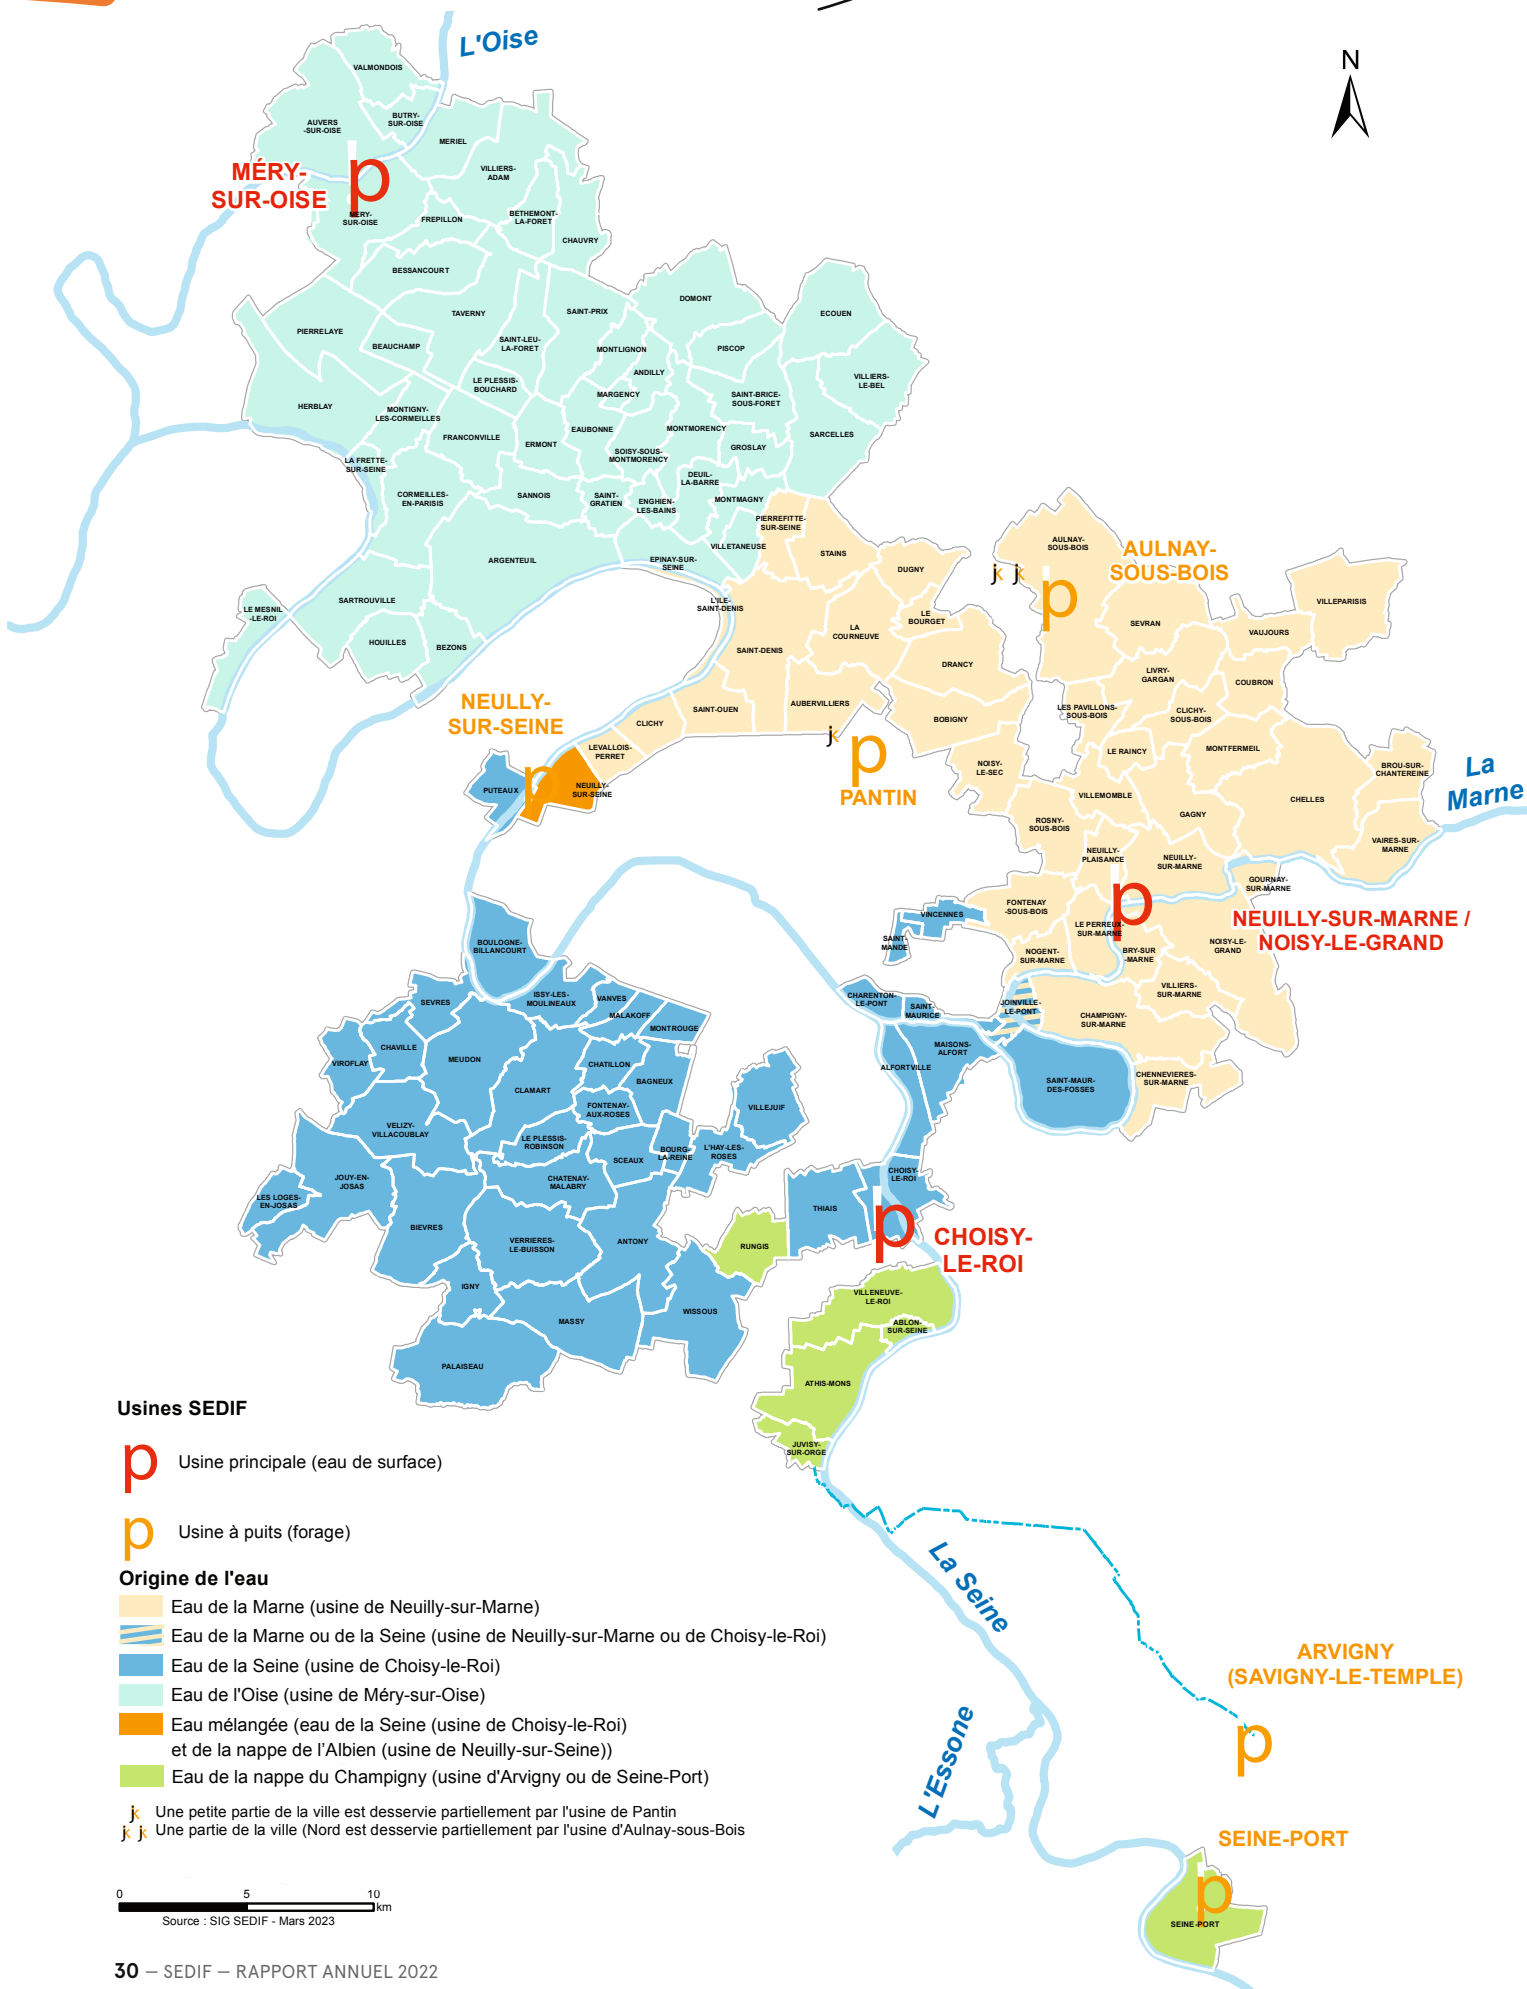 L'Oise
N
VALMONDOIS
AUVERS
-SUR-OISE
BUTRY-
SUR-OISE
MERIEL
VILLIERS-
ADAM
MÉRY-
SUR-OISE
p
MERY-
SUR-OISE
FREPILLON
BETHEMONT-
LA-FORET
CHAUVRY
BESSANCOURT
DOMONT
ECOUEN
PIERRELAYE
TAVERNY
SAINT-PRIX
BEAUCHAMP
SAINT-LEU-
LA-FORET
MONTLIGNON
PISCOP
ANDILLY
VILLIERS-
LE-BEL
LE PLESSIS-
BOUCHARD
MARGENCY
SAINT-BRICE-
SOUS-FORET
HERBLAY
MONTIGNY-
LES-CORMEILLES
FRANCONVILLE
ERMONT
EAUBONNE
MONTMORENCY
SARCELLES
GROSLAY
SOISY-SOUS-
MONTMORENCY
LA FRETTE-
SUR-SEINE
DEUIL-
LA-BARRE
CORMEILLES-
EN-PARISIS
SANNOIS
SAINT-
GRATIEN
ENGHIEN-
LES-BAINS
MONTMAGNY
PIERREFITTE-
SUR-SEINE
VILLETANEUSE
STAINS
ARGENTEUIL
EPINAY-SUR-
SEINE
DUGNY
AULNAY-
SOUS-BOIS
AULNAY-
SOUS-BOIS
jk jk
p
LE MESNIL
-LE-ROI
SARTROUVILLE
HOUILLES
BEZONS
L'ILE-
SAINT-DENIS
SAINT-DENIS
LA
COURNEUVE
LE
BOURGET
VILLEPARISIS
SEVRAN
VAUJOURS
DRANCY
LIVRY-
GARGAN
COUBRON
NEUILLY-
SUR-SEINE
CLICHY
SAINT-OUEN
AUBERVILLIERS
BOBIGNY
LES PAVILLONS-
SOUS-BOIS
CLICHY-
SOUS-BOIS
jk
p
PANTIN
LEVALLOIS-
PERRET
LE RAINCY
MONTFERMEIL
NOISY-
LE-SEC
BROU-SUR-
CHANTEREINE
La
Marne
PUTEAUX
p
NEUILLY-
SUR-SEINE
VILLEMOMBLE
CHELLES
ROSNY-
SOUS-BOIS
GAGNY
VAIRES-SUR-
MARNE
NEUILLY-
PLAISANCE
NEUILLY-
SUR-MARNE
GOURNAY-
SUR-MARNE
p
NEUILLY-SUR-MARNE /
NOISY-LE-GRAND
VINCENNES
FONTENAY
-SOUS-BOIS
LE PERREUX-
SUR-MARNE
SAINT-
MANDE
NOGENT-
SUR-MARNE
BRY-SUR
-MARNE
NOISY-LE-
GRAND
BOULOGNE-
BILLANCOURT
VILLIERS-
SUR-MARNE
SEVRES
ISSY-LES-
MOULINEAUX
VANVES
MALAKOFF
MONTROUGE
CHARENTON-
LE-PONT
SAINT-
MAURICE
JOINVILLE-
LE-PONT
CHAMPIGNY-
SUR-MARNE
CHAVILLE
VIROFLAY
MEUDON
CHATILLON
MAISONS-
ALFORT
ALFORTVILLE
CLAMART
BAGNEUX
SAINT-MAUR-
DES-FOSSES
CHENNEVIERES-
SUR-MARNE
FONTENAY-
AUX-ROSES
VILLEJUIF
VELIZY-
VILLACOUBLAY
LE PLESSIS-
ROBINSON
SCEAUX
BOURG-
LA-REINE
L'HAY-LES-
ROSES
JOUY-EN-
JOSAS
CHATENAY-
MALABRY
CHOISY-
LE-ROI
LES LOGES-
EN-JOSAS
THIAIS
BIEVRES
VERRIERES-
LE-BUISSON
ANTONY
RUNGIS
p
CHOISY-
LE-ROI
IGNY
VILLENEUVE-
LE-ROI
WISSOUS
MASSY
ABLON-
SUR-SEINE
PALAISEAU
ATHIS-MONS
JUVISY-
SUR-ORGE
Usines SEDIF
p Usine principale (eau de surface)
p Usine à puits (forage)
Origine de l'eau
Eau de la Marne (usine de Neuilly-sur-Marne)
Eau de la Marne ou de la Seine (usine de Neuilly-sur-Marne ou de Choisy-le-Roi)
Eau de la Seine (usine de Choisy-le-Roi)
Eau de l'Oise (usine de Méry-sur-Oise)
Eau mélangée (eau de la Seine (usine de Choisy-le-Roi)
et de la nappe de l'Albien (usine de Neuilly-sur-Seine))
Eau de la nappe du Champigny (usine d'Arvigny ou de Seine-Port)
jk Une petite partie de la ville est desservie partiellement par l'usine de Pantin
jk jk Une partie de la ville (Nord est desservie partiellement par l'usine d'Aulnay-sous-Bois
La Seine
L'Essone
ARVIGNY
(SAVIGNY-LE-TEMPLE)
p
SEINE-PORT
p
SEINE-PORT
0 5 10
km
Source : SIG SEDIF - Mars 2023
30 – SEDIF – RAPPORT ANNUEL 2022